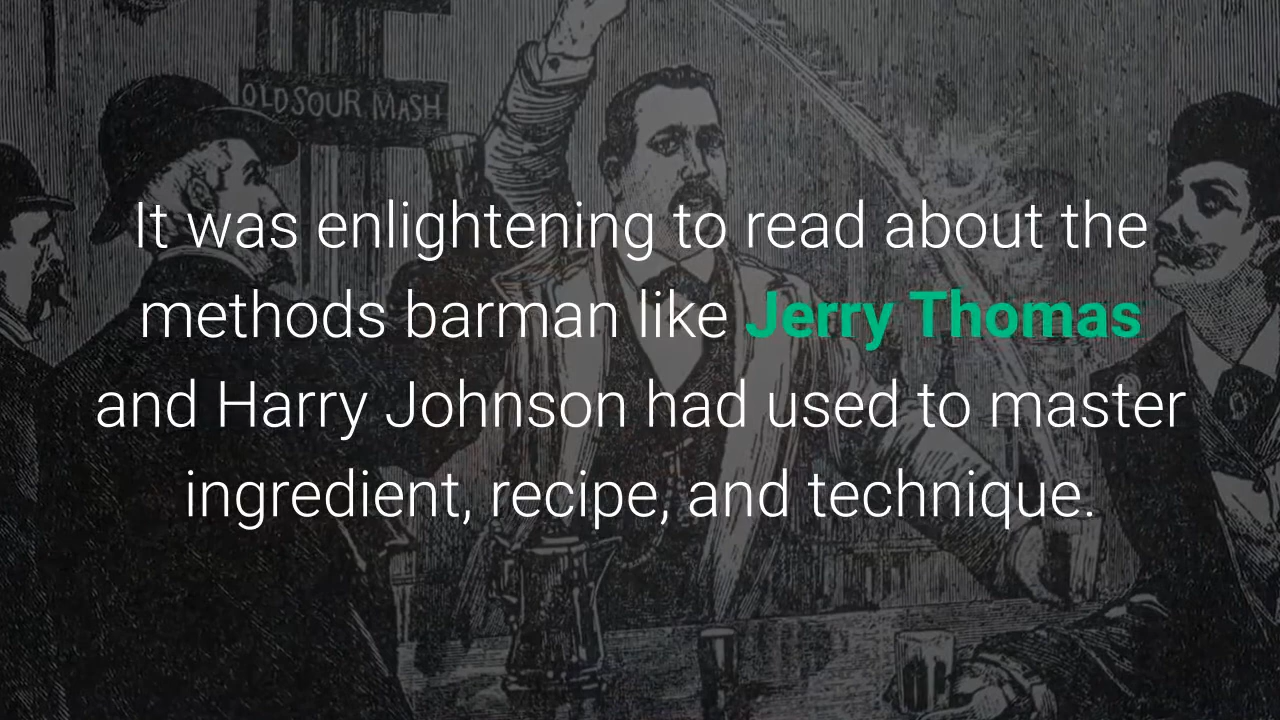 OLD SOUR MASH
It was enlightening to read about the
methods barman like Jerry Thomas
and Harry Johnson had used to master
ingredient, recipe, and technique.